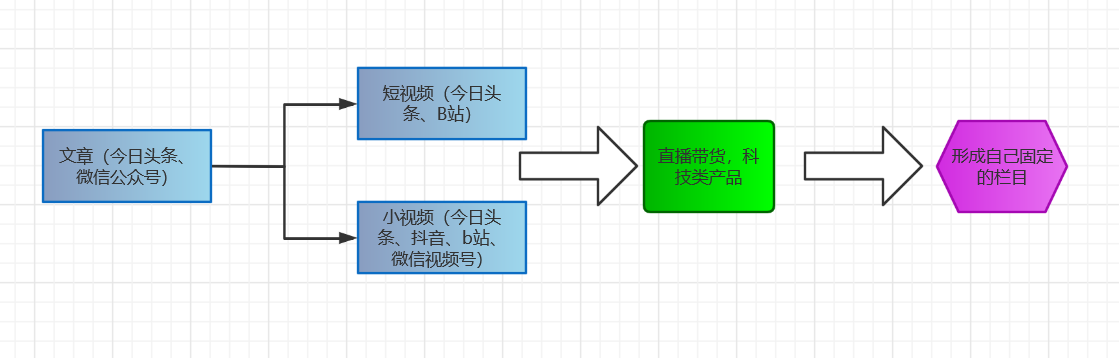 文章（今日头条、
微信公众号）
短视频（今日头
条、B站）
小视频（今日头
条、抖音、b站、
微信视频号）
直播带货，科
技类产品
形成自己固定
的栏目